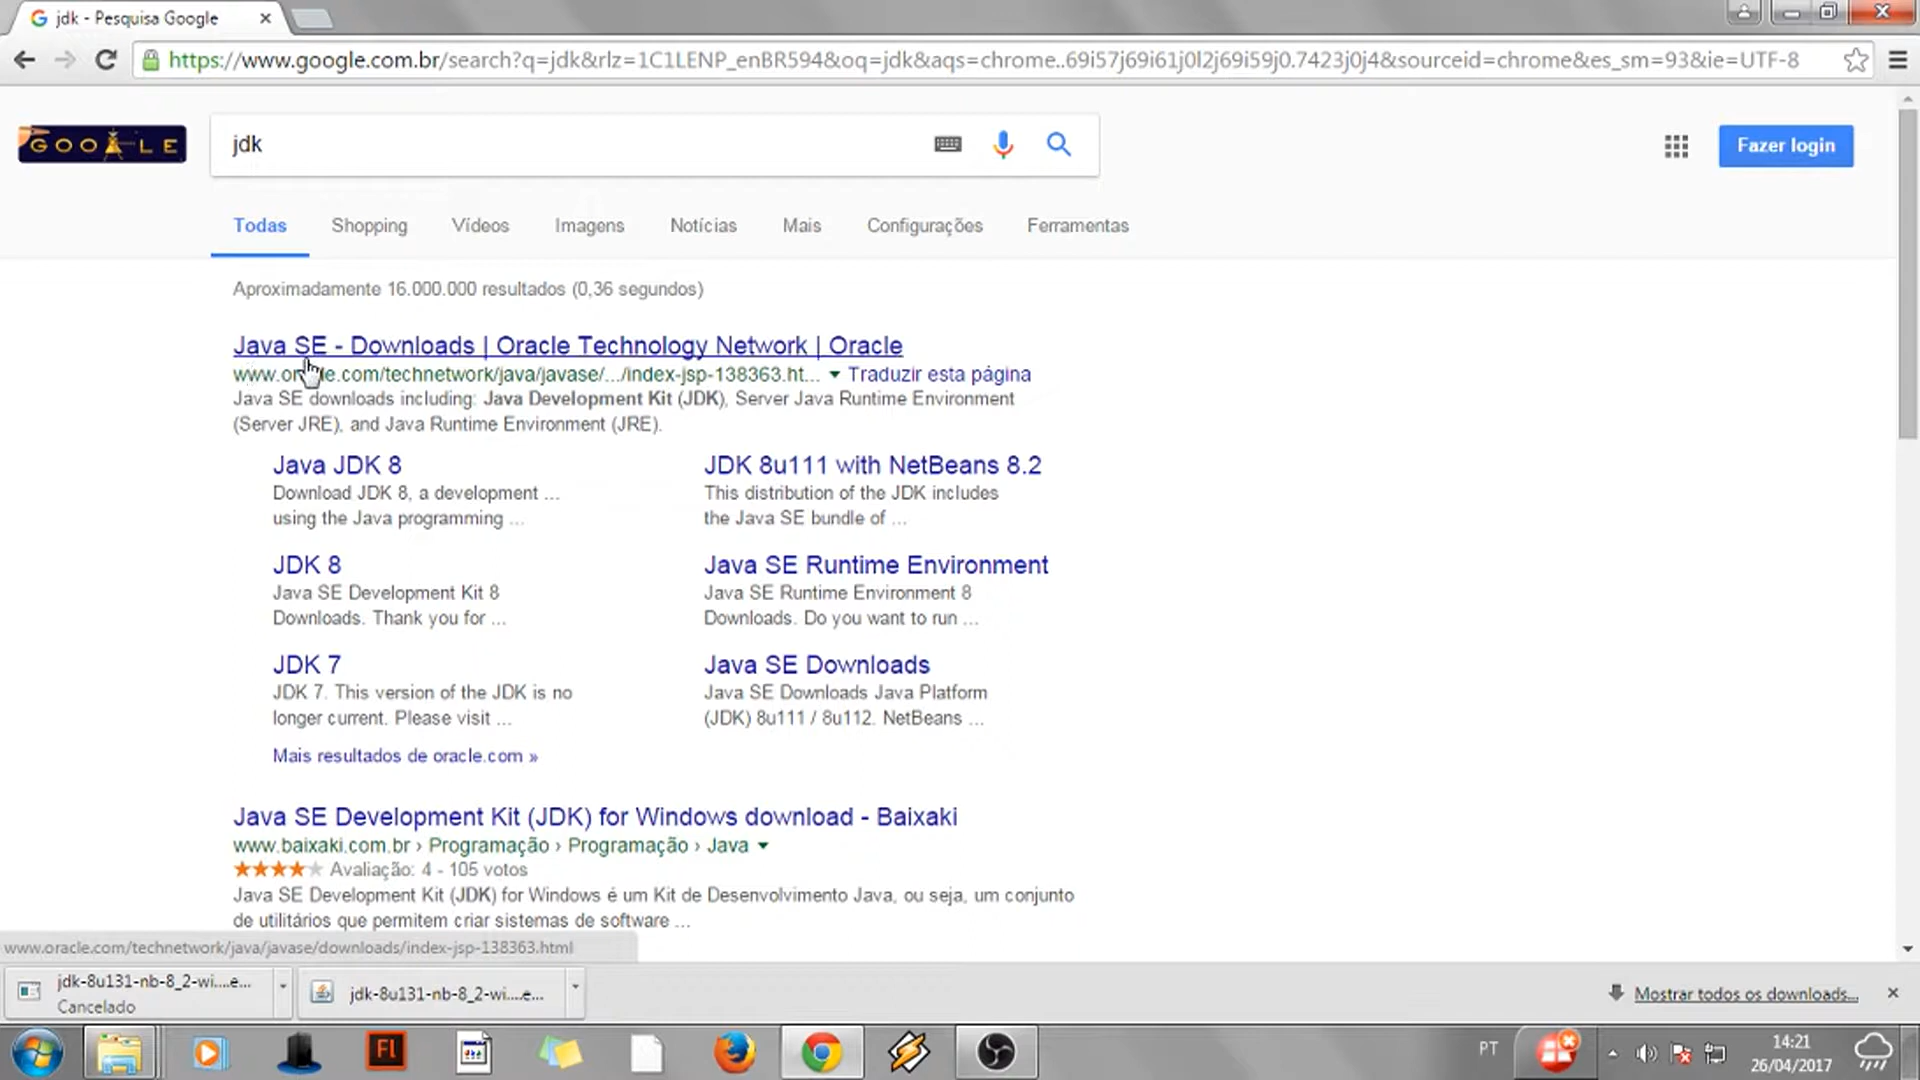 jdk - Pesquisa Google
https://www.google.com.br/search?q=jdk&rlz=1C1LENP_enBR594&oq=jdk&aqs=chrome..69i57j69i61j0l2j69i59j0.7423j0j4&sourceid=chrome&es_sm=93&ie=UTF-8
GOOGLE
jdk
Fazer login
Todas Shopping Vídeos Imagens Notícias Mais Configurações Ferramentas
Aproximadamente 16.000.000 resultados (0,36 segundos)
Java SE - Downloads | Oracle Technology Network | Oracle
www.oracle.com/technetwork/java/javase/.../index-jsp-138363.ht... Traduzir esta página
Java SE downloads including: Java Development Kit (JDK), Server Java Runtime Environment
(Server JRE), and Java Runtime Environment (JRE).
Java JDK 8
Download JDK 8, a development ...
using the Java programming ...
JDK 8u111 with NetBeans 8.2
This distribution of the JDK includes
the Java SE bundle of ...
JDK 8
Java SE Development Kit 8
Downloads. Thank you for ...
Java SE Runtime Environment
Java SE Runtime Environment 8
Downloads. Do you want to run ...
JDK 7
JDK 7. This version of the JDK is no
longer current. Please visit ...
Java SE Downloads
Java SE Downloads Java Platform
(JDK) 8u111 / 8u112. NetBeans ...
Mais resultados de oracle.com »
Java SE Development Kit (JDK) for Windows download - Baixaki
www.baixaki.com.br › Programação › Programação › Java
Avaliação: 4 - 105 votos
Java SE Development Kit (JDK) for Windows é um Kit de Desenvolvimento Java, ou seja, um conjunto
de utilitários que permitem criar sistemas de software ...
www.oracle.com/technetwork/java/javase/downloads/index-jsp-138363.html
jdk-8u131-nb-8_2-wi....e...
Cancelado
jdk-8u131-nb-8_2-wi....e...
Mostrar todos os downloads...
Fl
PT
14:21
26/04/2017